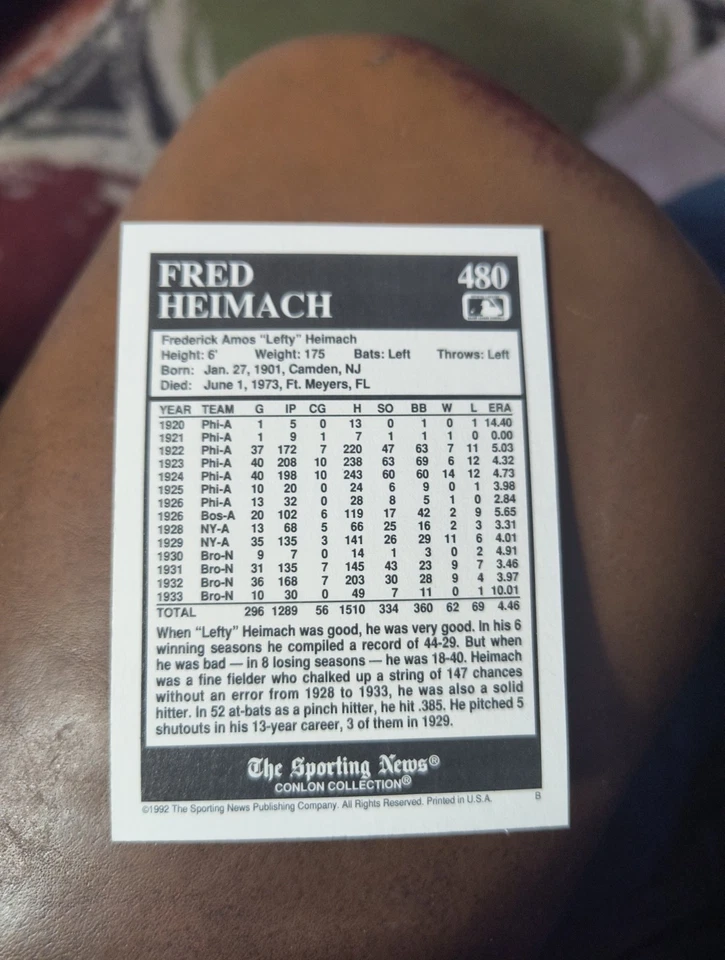 FRED
HEIMACH
480
Frederick Amos "Lefty" Heimach
Height: 6' Weight: 175 Bats: Left Throws: Left
Born: Jan. 27, 1901, Camden, NJ
Died: June 1, 1973, Ft. Meyers, FL
YEAR TEAM G IP CG H SO BB W L ERA
1920 Phi-A 1 5 0 13 0 1 0 1 14.40
1921 Phi-A 1 9 1 7 1 1 1 0 0.00
1922 Phi-A 37 172 7 220 47 63 7 11 5.03
1923 Phi-A 40 208 10 238 63 69 6 12 4.32
1924 Phi-A 40 198 10 243 60 60 14 12 4.73
1925 Phi-A 10 20 0 24 6 9 0 1 3.98
1926 Phi-A 13 32 0 28 8 5 1 0 2.84
1926 Bos-A 20 102 6 119 17 42 2 9 5.65
1928 NY-A 13 68 5 66 25 16 2 3 3.31
1929 NY-A 35 135 3 141 26 29 11 6 4.01
1930 Bro-N 9 7 0 14 1 3 0 2 4.91
1931 Bro-N 31 135 7 145 43 23 9 7 3.46
1932 Bro-N 36 168 7 203 30 28 9 4 3.97
1933 Bro-N 10 30 0 49 7 11 0 1 10.01
TOTAL 296 1289 56 1510 334 360 62 69 4.46
When "Lefty" Heimach was good, he was very good. In his 6
winning seasons he compiled a record of 44-29. But when
he was bad — in 8 losing seasons — he was 18-40. Heimach
was a fine fielder who chalked up a string of 147 chances
without an error from 1928 to 1933, he was also a solid
hitter. In 52 at-bats as a pinch hitter, he hit .385. He pitched 5
shutouts in his 13-year career, 3 of them in 1929.
The Sporting News®
CONLON COLLECTION®
©1992 The Sporting News Publishing Company. All Rights Reserved. Printed in U.S.A. B